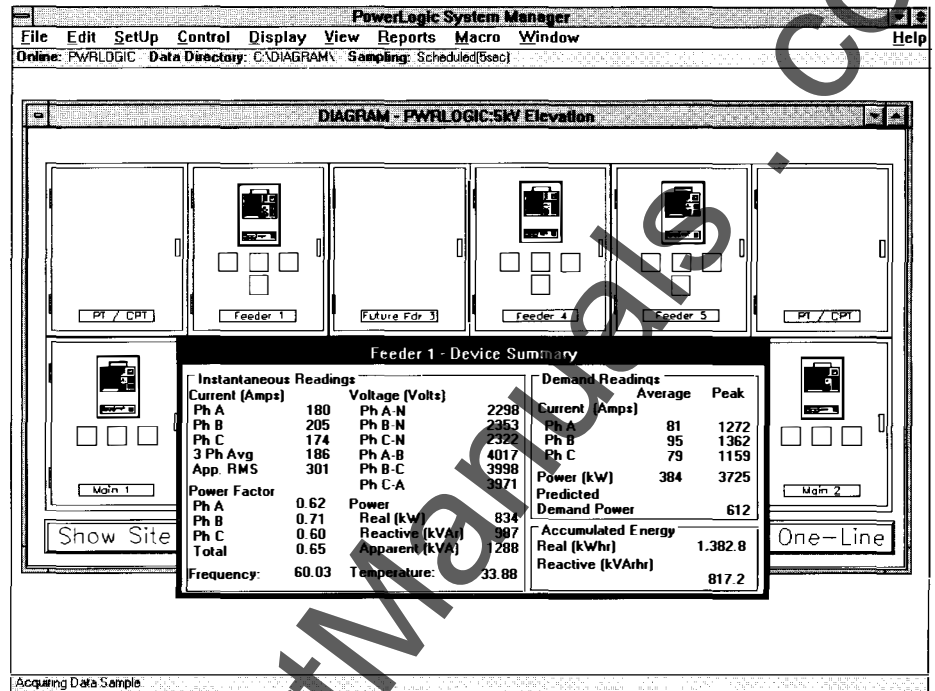 PowerLogic System Manager
File Edit SetUp Control Display View Reports Macro Window Help
Online: PWRLOGIC Data Directory: C:\DIAGRAM\ Sampling: Scheduled[5sec]
DIAGRAM - PWRLOGIC:5kV Elevation
PT / CPT Feeder 1 Future Fdr 3 Feeder 4 Feeder 5 PT / CPT
Main 1 Main 2
Show Site One-Line
Feeder 1 - Device Summary
Instantaneous Readings
Current (Amps)
Ph A 180
Ph B 205
Ph C 174
3 Ph Avg 186
App. RMS 301
Power Factor
Ph A 0.62
Ph B 0.71
Ph C 0.60
Total 0.65
Frequency: 60.03
Voltage (Volts)
Ph A-N 2298
Ph B-N 2353
Ph C-N 2322
Ph A-B 4017
Ph B-C 3998
Ph C-A 3971
Power
Real (kW) 834
Reactive (kVAr) 987
Apparent (kVA) 1288
Temperature: 33.88
Demand Readings
Average Peak
Current (Amps)
Ph A 81 1272
Ph B 95 1362
Ph C 79 1159
Power (kW) 384 3725
Predicted
Demand Power 612
Accumulated Energy
Real (kWhr) 1.382.8
Reactive (kVArhr)
817.2
Acquiring Data Sample